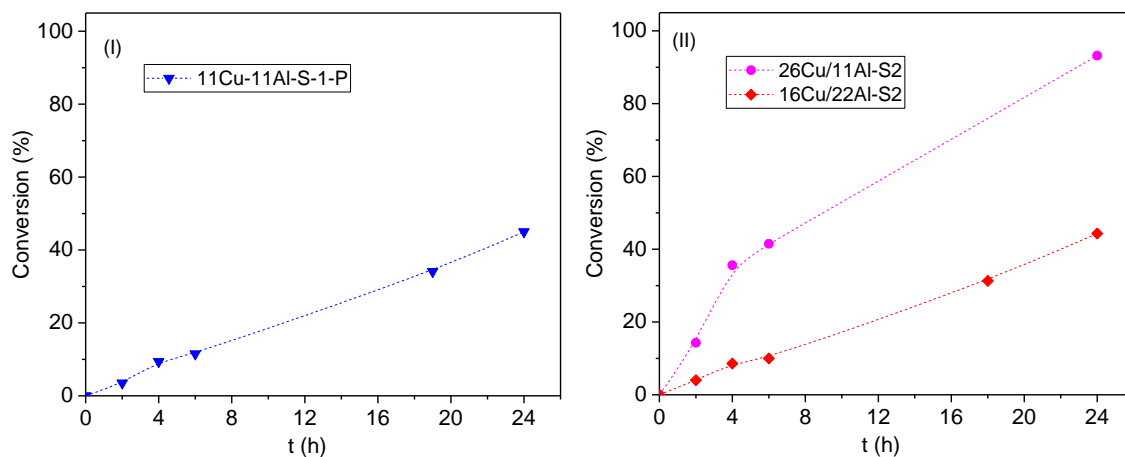 (I)
11Cu-11Al-S-1-P
100
80
60
40
20
0
Conversion (%)
0 4 8 12 16 20 24
t (h)
(II)
26Cu/11Al-S2
16Cu/22Al-S2
100
80
60
40
20
0
Conversion (%)
0 4 8 12 16 20 24
t (h)